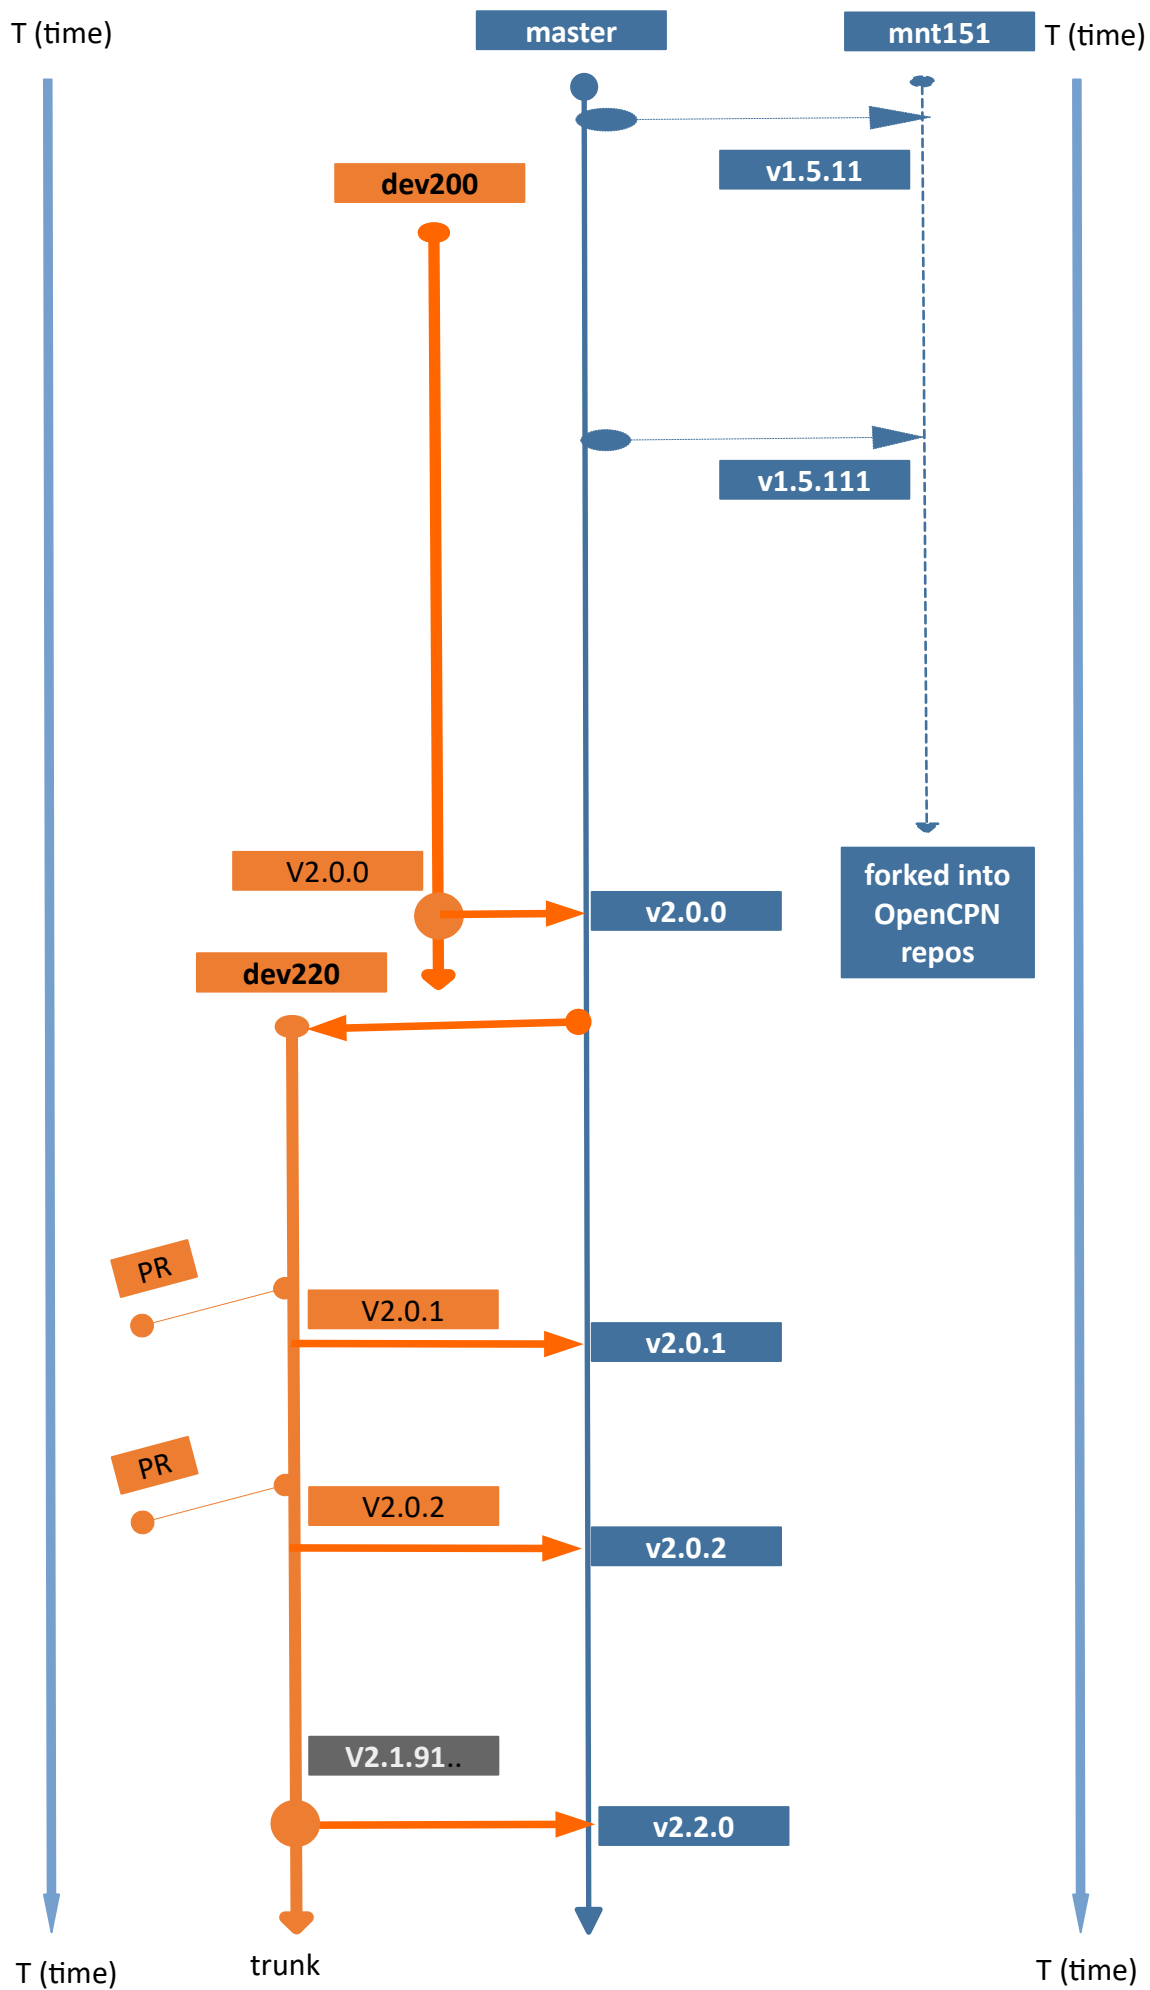 T (time)
master
mnt151
T (time)
v1.5.11
dev200
v1.5.111
V2.0.0
forked into
OpenCPN
repos
v2.0.0
dev220
PR
V2.0.1
v2.0.1
PR
V2.0.2
v2.0.2
V2.1.91..
v2.2.0
trunk
T (time)
T (time)